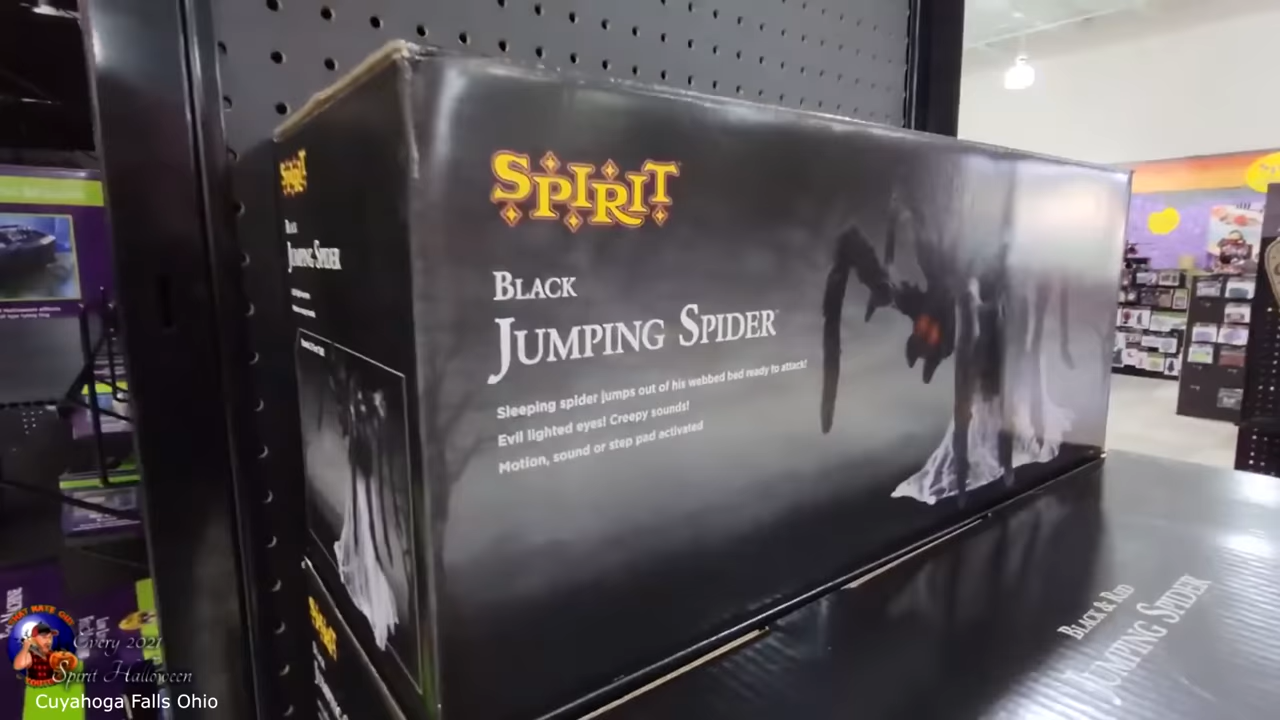 SPIRIT
BLACK
JUMPING SPIDER
Sleeping spider jumps out of his webbed bed ready to attack!
Evil lighted eyes! Creepy sounds!
Motion, sound or step pad activated
SPIRIT
BLACK
JUMPING SPIDER
BLACK & RED
JUMPING SPIDER
SPIRIT
Every 2021
Spirit Halloween
Cuyahoga Falls Ohio